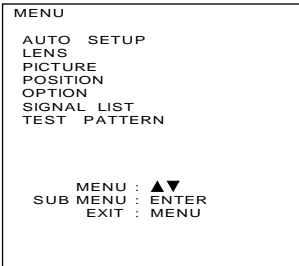 MENU
AUTO SETUP
LENS
PICTURE
POSITION
OPTION
SIGNAL LIST
TEST PATTERN
MENU : ▲▼
SUB MENU : ENTER
EXIT : MENU